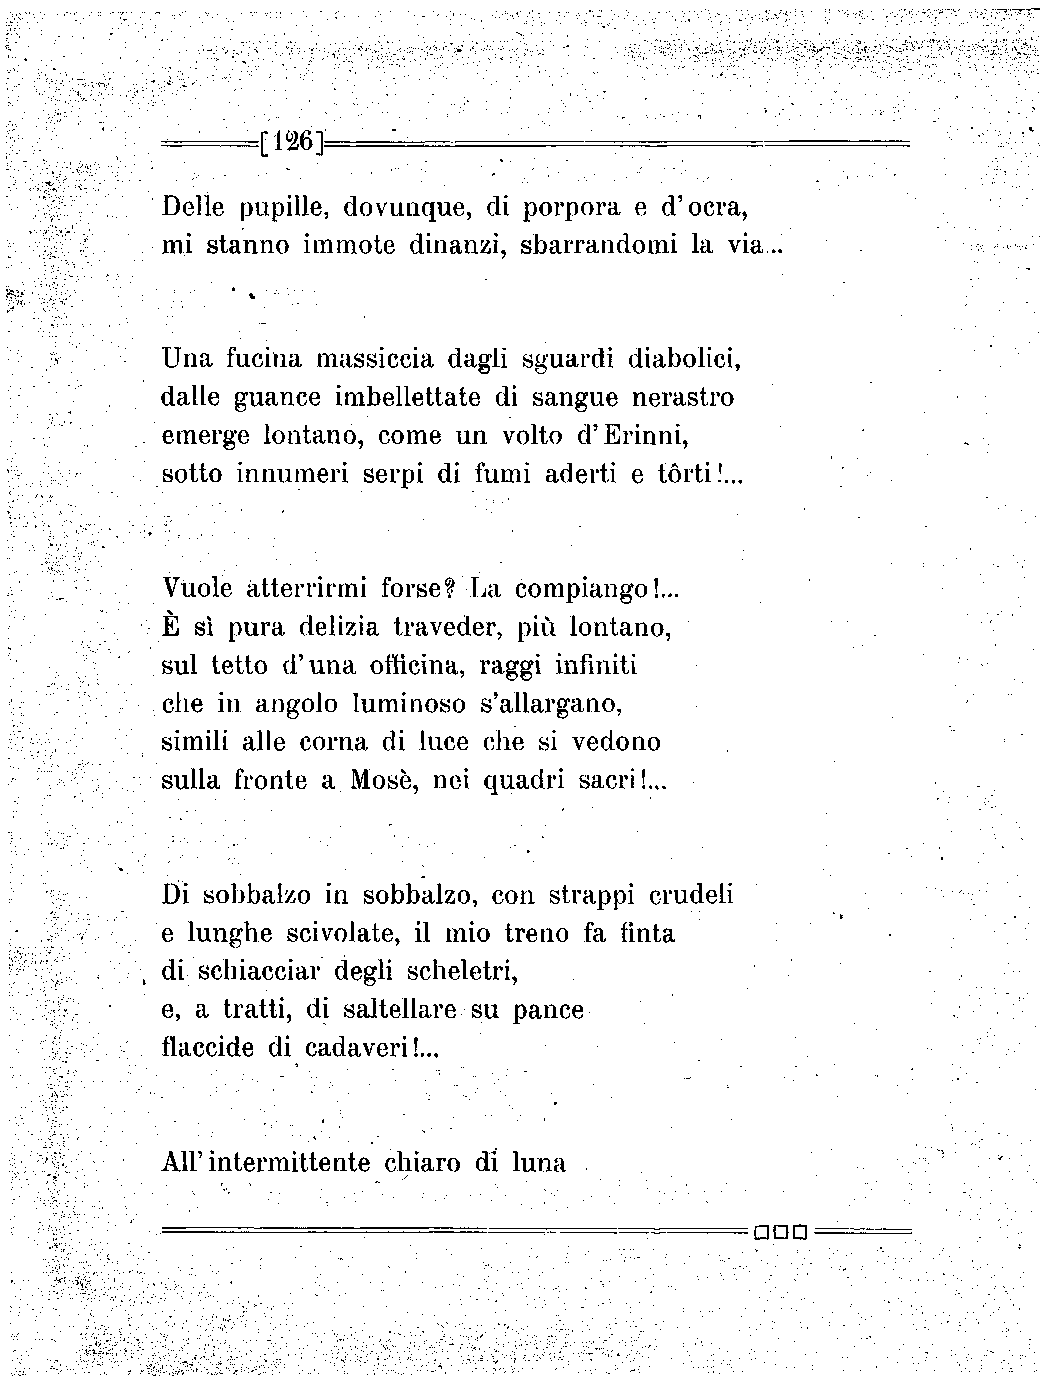 [126]
Delle pupille, dovunque, di porpora e d'ocra,
mi stanno immote dinanzi, sbarrandomi la via...
Una fucina massiccia dagli sguardi diabolici,
dalle guance imbellettate di sangue nerastro
emerge lontano, come un volto d'Erinni,
sotto innumeri serpi di fumi aderti e tôrti!...
Vuole atterrirmi forse? La compiango!...
È sì pura delizia traveder, più lontano,
sul tetto d'una officina, raggi infiniti
che in angolo luminoso s'allargano,
simili alle corna di luce che si vedono
sulla fronte a Mosè, nei quadri sacri!...
Di sobbalzo in sobbalzo, con strappi crudeli
e lunghe scivolate, il mio treno fa finta
di schiacciar degli scheletri,
e, a tratti, di saltellare su pance
flaccide di cadaveri!...
All'intermittente chiaro di luna